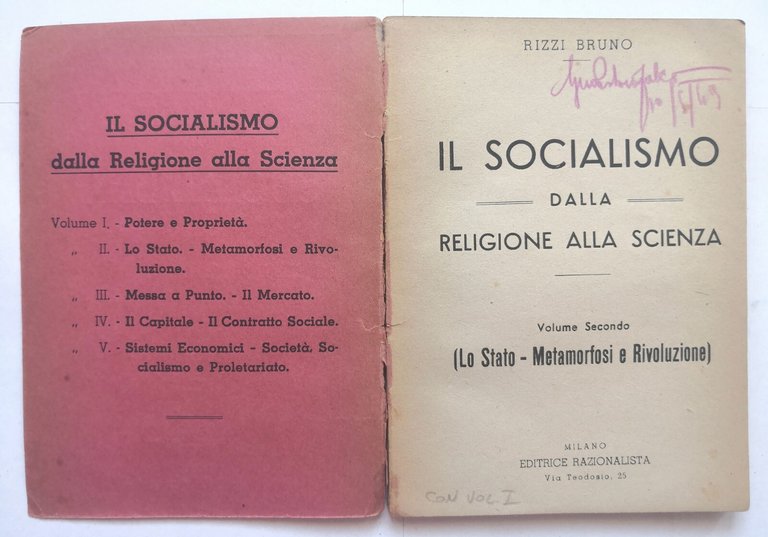 IL SOCIALISMO
dalla Religione alla Scienza
Volume I. - Potere e Proprietà.
„ II. - Lo Stato. - Metamorfosi e Rivo-
luzione.
„ III. - Messa a Punto. - Il Mercato.
„ IV. - Il Capitale - Il Contratto Sociale.
„ V. - Sistemi Economici - Società, So-
cialismo e Proletariato.
RIZZI BRUNO
IL SOCIALISMO
DALLA
RELIGIONE ALLA SCIENZA
Volume Secondo
(Lo Stato - Metamorfosi e Rivoluzione)
MILANO
EDITRICE RAZIONALISTA
Via Teodosio, 25
CON VOL. I